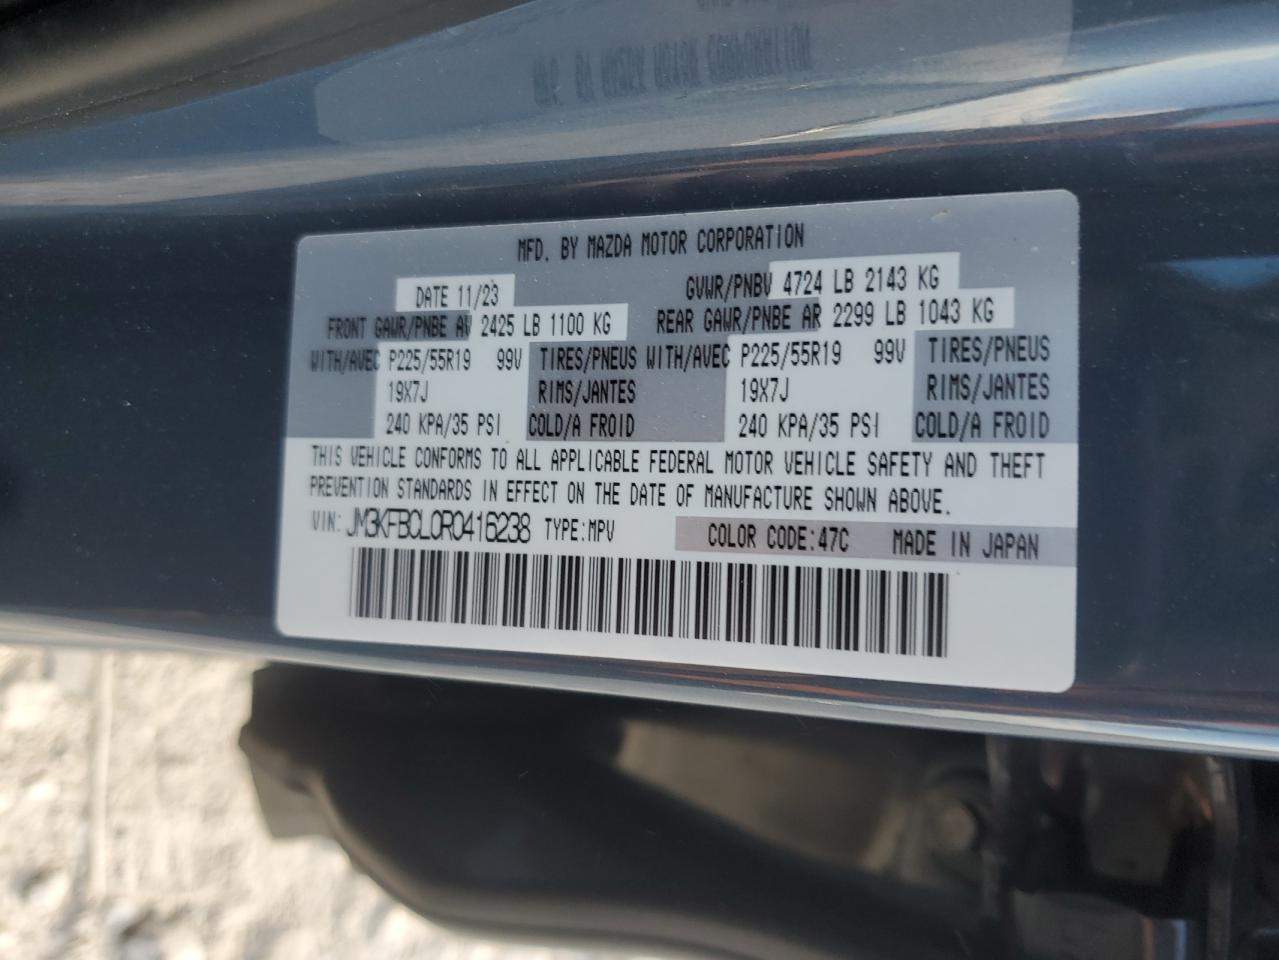 MFD. BY MAZDA MOTOR CORPORATION
DATE 11/23 GVWR/PNBV 4724 LB 2143 KG
FRONT GAWR/PNBE AV 2425 LB 1100 KG REAR GAWR/PNBE AR 2299 LB 1043 KG
WITH/AVEC P225/55R19 99V TIRES/PNEUS WITH/AVEC P225/55R19 99V TIRES/PNEUS
19X7J RIMS/JANTES 19X7J RIMS/JANTES
240 KPA/35 PSI COLD/A FROID 240 KPA/35 PSI COLD/A FROID
THIS VEHICLE CONFORMS TO ALL APPLICABLE FEDERAL MOTOR VEHICLE SAFETY AND THEFT
PREVENTION STANDARDS IN EFFECT ON THE DATE OF MANUFACTURE SHOWN ABOVE.
VIN: JM3KFBCL0R0416238 TYPE:MPV COLOR CODE:47C MADE IN JAPAN